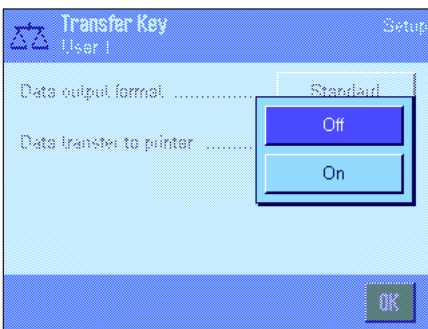 Transfer Key
Setup
User 1
Data output format ............... Standard
Off
Data transfer to printer ........
On
OK